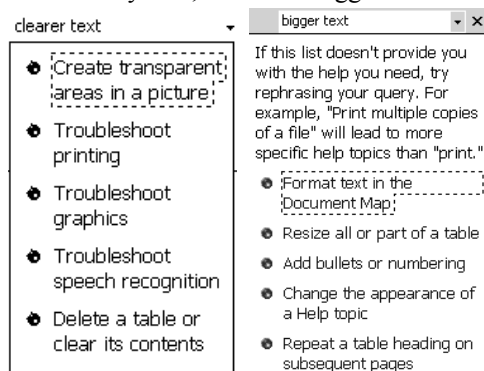 clearer text
Create transparent
areas in a picture
Troubleshoot
printing
Troubleshoot
graphics
Troubleshoot
speech recognition
Delete a table or
clear its contents
bigger text
If this list doesn't provide you
with the help you need, try
rephrasing your query. For
example, "Print multiple copies
of a file" will lead to more
specific help topics than "print."
Format text in the
Document Map
Resize all or part of a table
Add bullets or numbering
Change the appearance of
a Help topic
Repeat a table heading on
subsequent pages